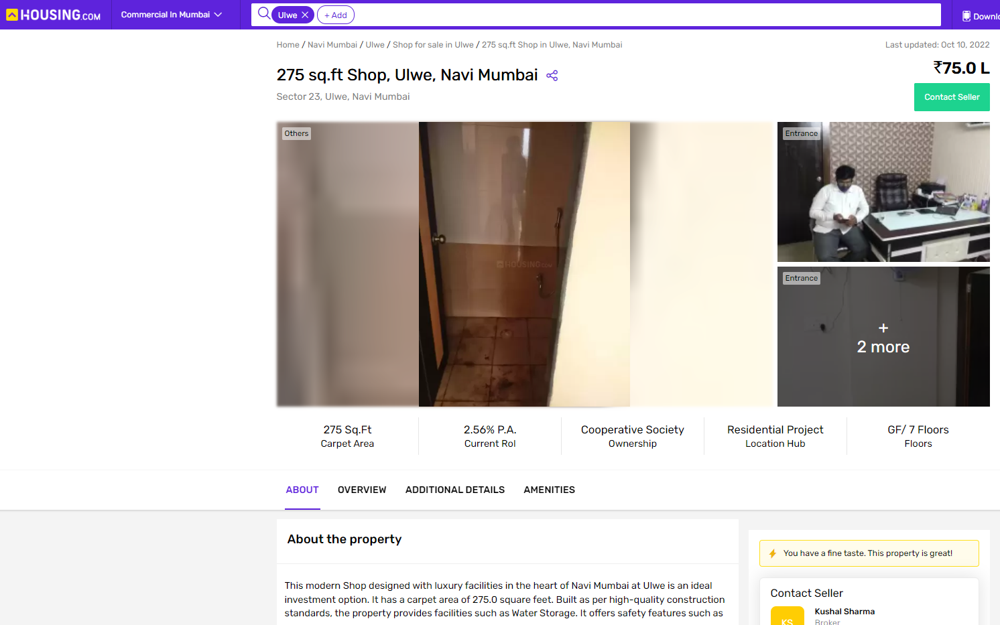 HOUSING.COM
Commercial In Mumbai
Ulwe
+ Add
Downlo
Home / Navi Mumbai / Ulwe / Shop for sale in Ulwe / 275 sq.ft Shop in Ulwe, Navi Mumbai
Last updated: Oct 10, 2022
275 sq.ft Shop, Ulwe, Navi Mumbai
₹75.0 L
Sector 23, Ulwe, Navi Mumbai
Contact Seller
Others
HOUSING.COM
Entrance
Entrance
+
2 more
275 Sq.Ft
Carpet Area
2.56% P.A.
Current RoI
Cooperative Society
Ownership
Residential Project
Location Hub
GF/ 7 Floors
Floors
ABOUT
OVERVIEW
ADDITIONAL DETAILS
AMENITIES
About the property
This modern Shop designed with luxury facilities in the heart of Navi Mumbai at Ulwe is an ideal
investment option. It has a carpet area of 275.0 square feet. Built as per high-quality construction
standards, the property provides facilities such as Water Storage. It offers safety features such as
You have a fine taste. This property is great!
Contact Seller
KS
Kushal Sharma
Broker